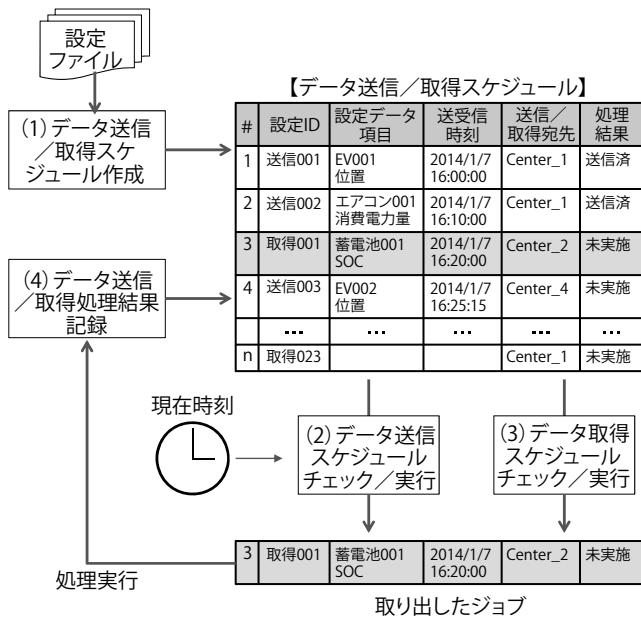 設定
ファイル
(1)データ送信
／取得スケ
ジュール作成
【データ送信／取得スケジュール】
# 設定ID 設定データ項目 送受信時刻 送信／取得宛先 処理結果
1 送信001 EV001 位置 2014/1/7 16:00:00 Center_1 送信済
2 送信002 エアコン001 消費電力量 2014/1/7 16:10:00 Center_1 送信済
3 取得001 蓄電池001 SOC 2014/1/7 16:20:00 Center_2 未実施
4 送信003 EV002 位置 2014/1/7 16:25:15 Center_4 未実施
… … … … …
n 取得023 Center_1 未実施
(4)データ送信
／取得処理結果
記録
現在時刻
(2)データ送信
スケジュール
チェック／実行
(3)データ取得
スケジュール
チェック／実行
3 取得001 蓄電池001 SOC 2014/1/7 16:20:00 Center_2 未実施
処理実行
取り出したジョブ